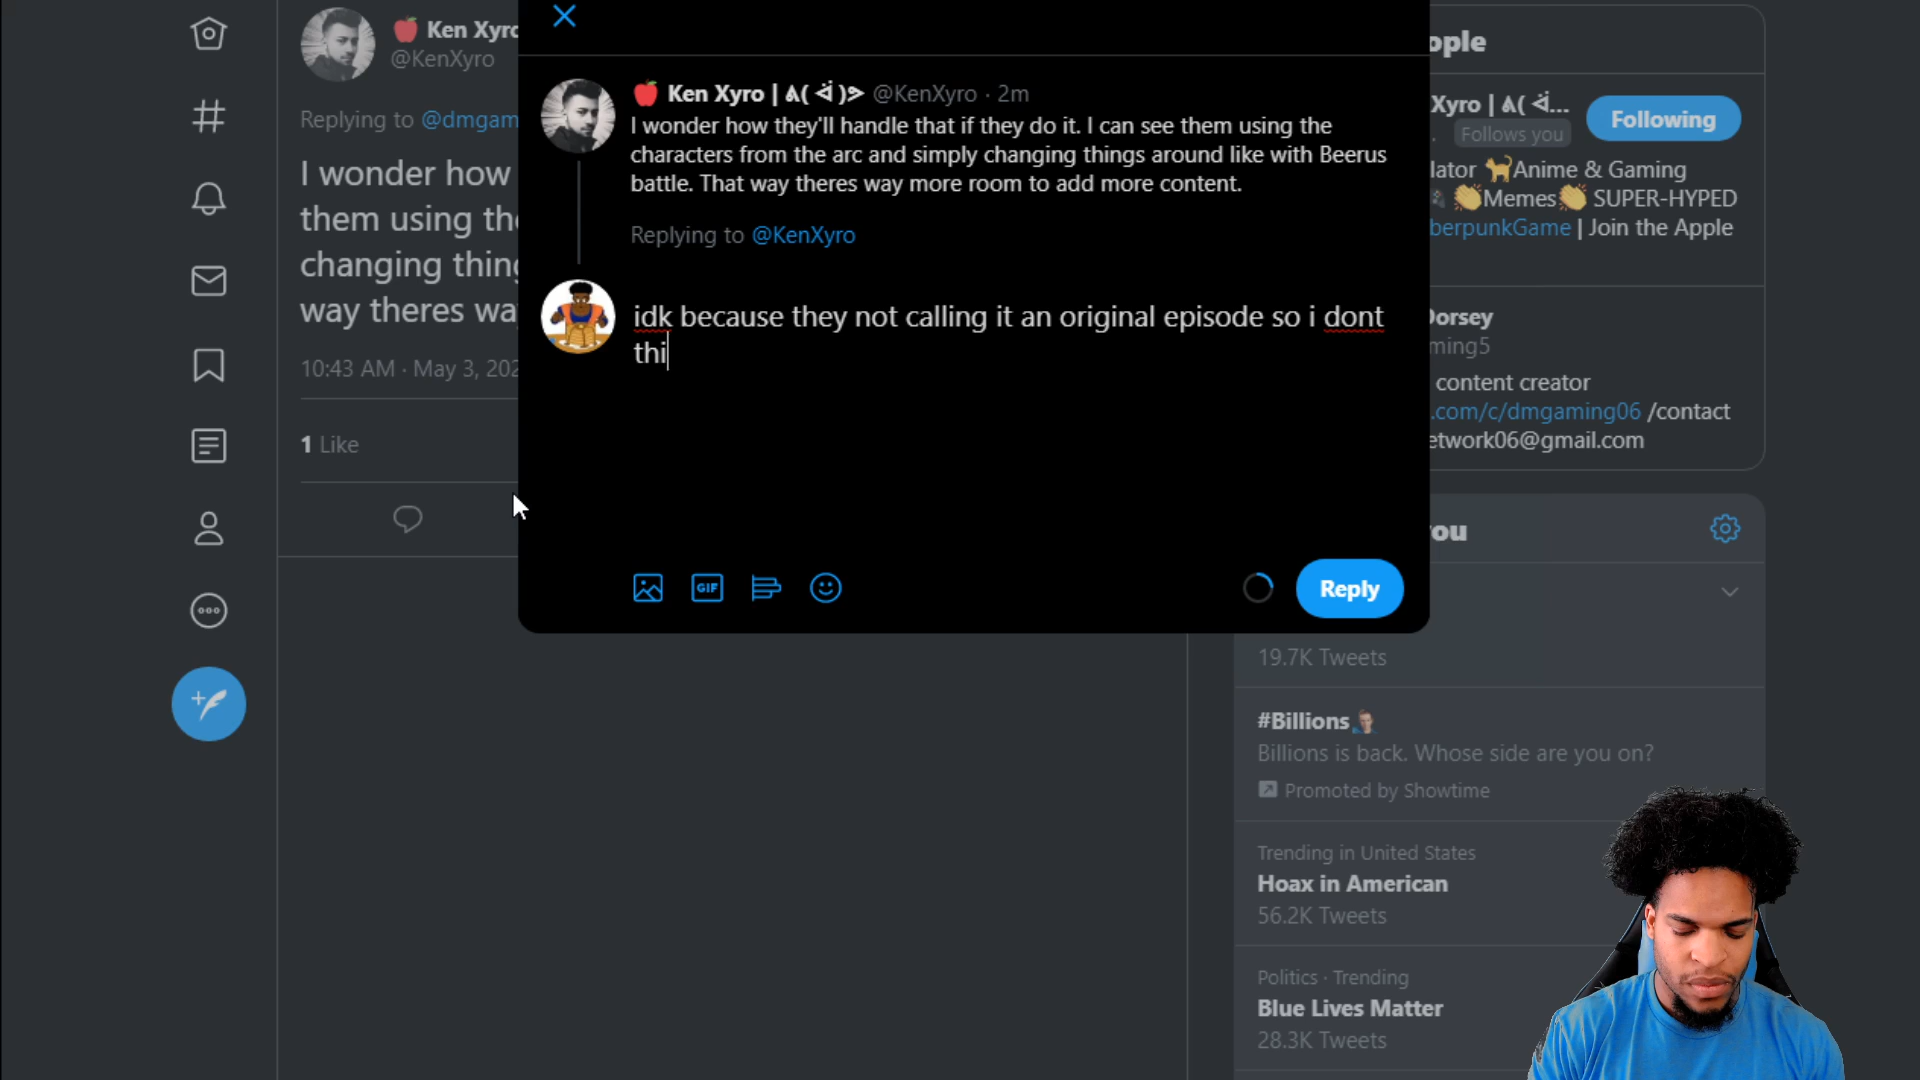 Ken Xyro
@KenXyro
Replying to @dmgam
I wonder how
them using the
changing thing
way theres wa
10:43 AM · May 3, 202
1 Like
Ken Xyro | @KenXyro · 2m
I wonder how they'll handle that if they do it. I can see them using the
characters from the arc and simply changing things around like with Beerus
battle. That way theres way more room to add more content.
Replying to @KenXyro
idk because they not calling it an original episode so i dont
thi
GIF
Reply
ople
Xyro |
Follows you
Following
lator Anime & Gaming
Memes SUPER-HYPED
berpunkGame | Join the Apple
Dorsey
ming5
content creator
.com/c/dmgaming06 /contact
etwork06@gmail.com
ou
19.7K Tweets
#Billions
Billions is back. Whose side are you on?
Promoted by Showtime
Trending in United States
Hoax in American
56.2K Tweets
Politics · Trending
Blue Lives Matter
28.3K Tweets